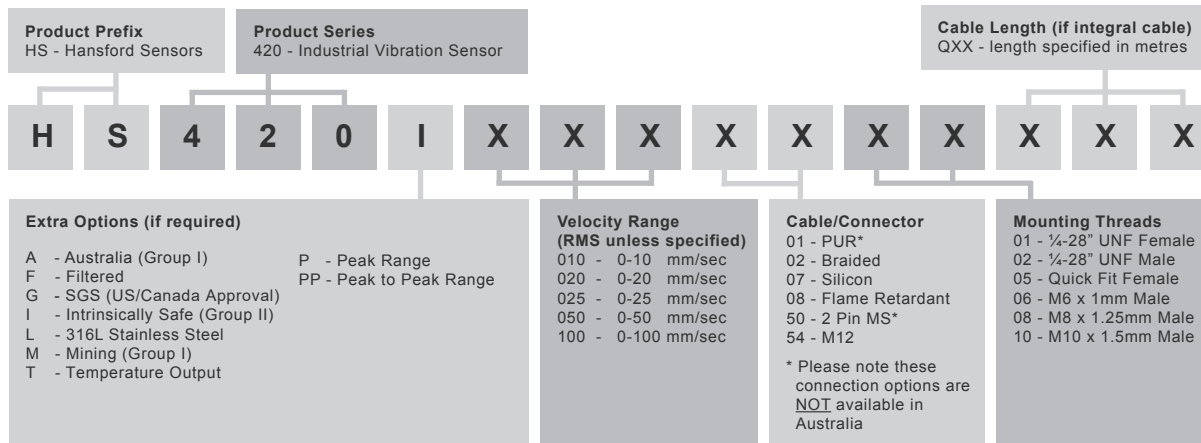 Product Prefix
HS - Hansford Sensors
Product Series
420 - Industrial Vibration Sensor
Cable Length (if integral cable)
QXX - length specified in metres
H S 4 2 0 I X X X X X X X X X X
Extra Options (if required)
A - Australia (Group I)
F - Filtered
G - SGS (US/Canada Approval)
I - Intrinsically Safe (Group II)
L - 316L Stainless Steel
M - Mining (Group I)
T - Temperature Output
P - Peak Range
PP - Peak to Peak Range
Velocity Range
(RMS unless specified)
010 - 0-10 mm/sec
020 - 0-20 mm/sec
025 - 0-25 mm/sec
050 - 0-50 mm/sec
100 - 0-100 mm/sec
Cable/Connector
01 - PUR*
02 - Braided
07 - Silicon
08 - Flame Retardant
50 - 2 Pin MS*
54 - M12
* Please note these
connection options are
NOT available in
Australia
Mounting Threads
01 - ¼-28” UNF Female
02 - ¼-28” UNF Male
05 - Quick Fit Female
06 - M6 x 1mm Male
08 - M8 x 1.25mm Male
10 - M10 x 1.5mm Male